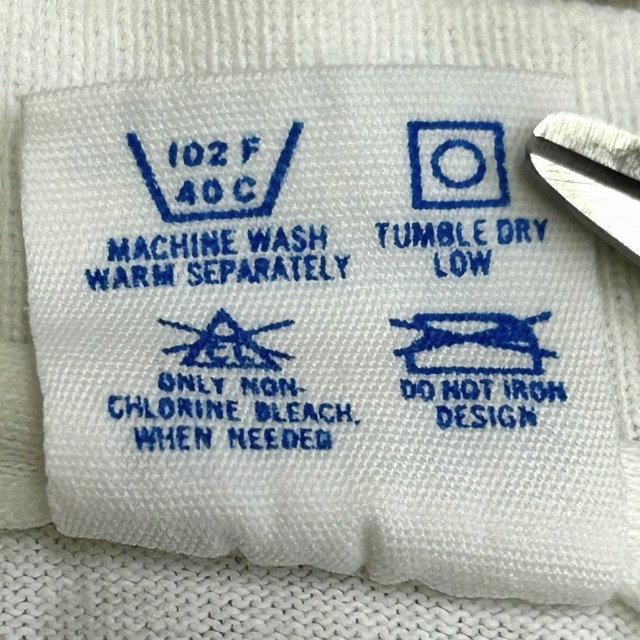 102 F
40 C
MACHINE WASH
WARM SEPARATELY
TUMBLE DRY
LOW
CL
ONLY NON-
CHLORINE BLEACH,
WHEN NEEDED
DO NOT IRON
DESIGN